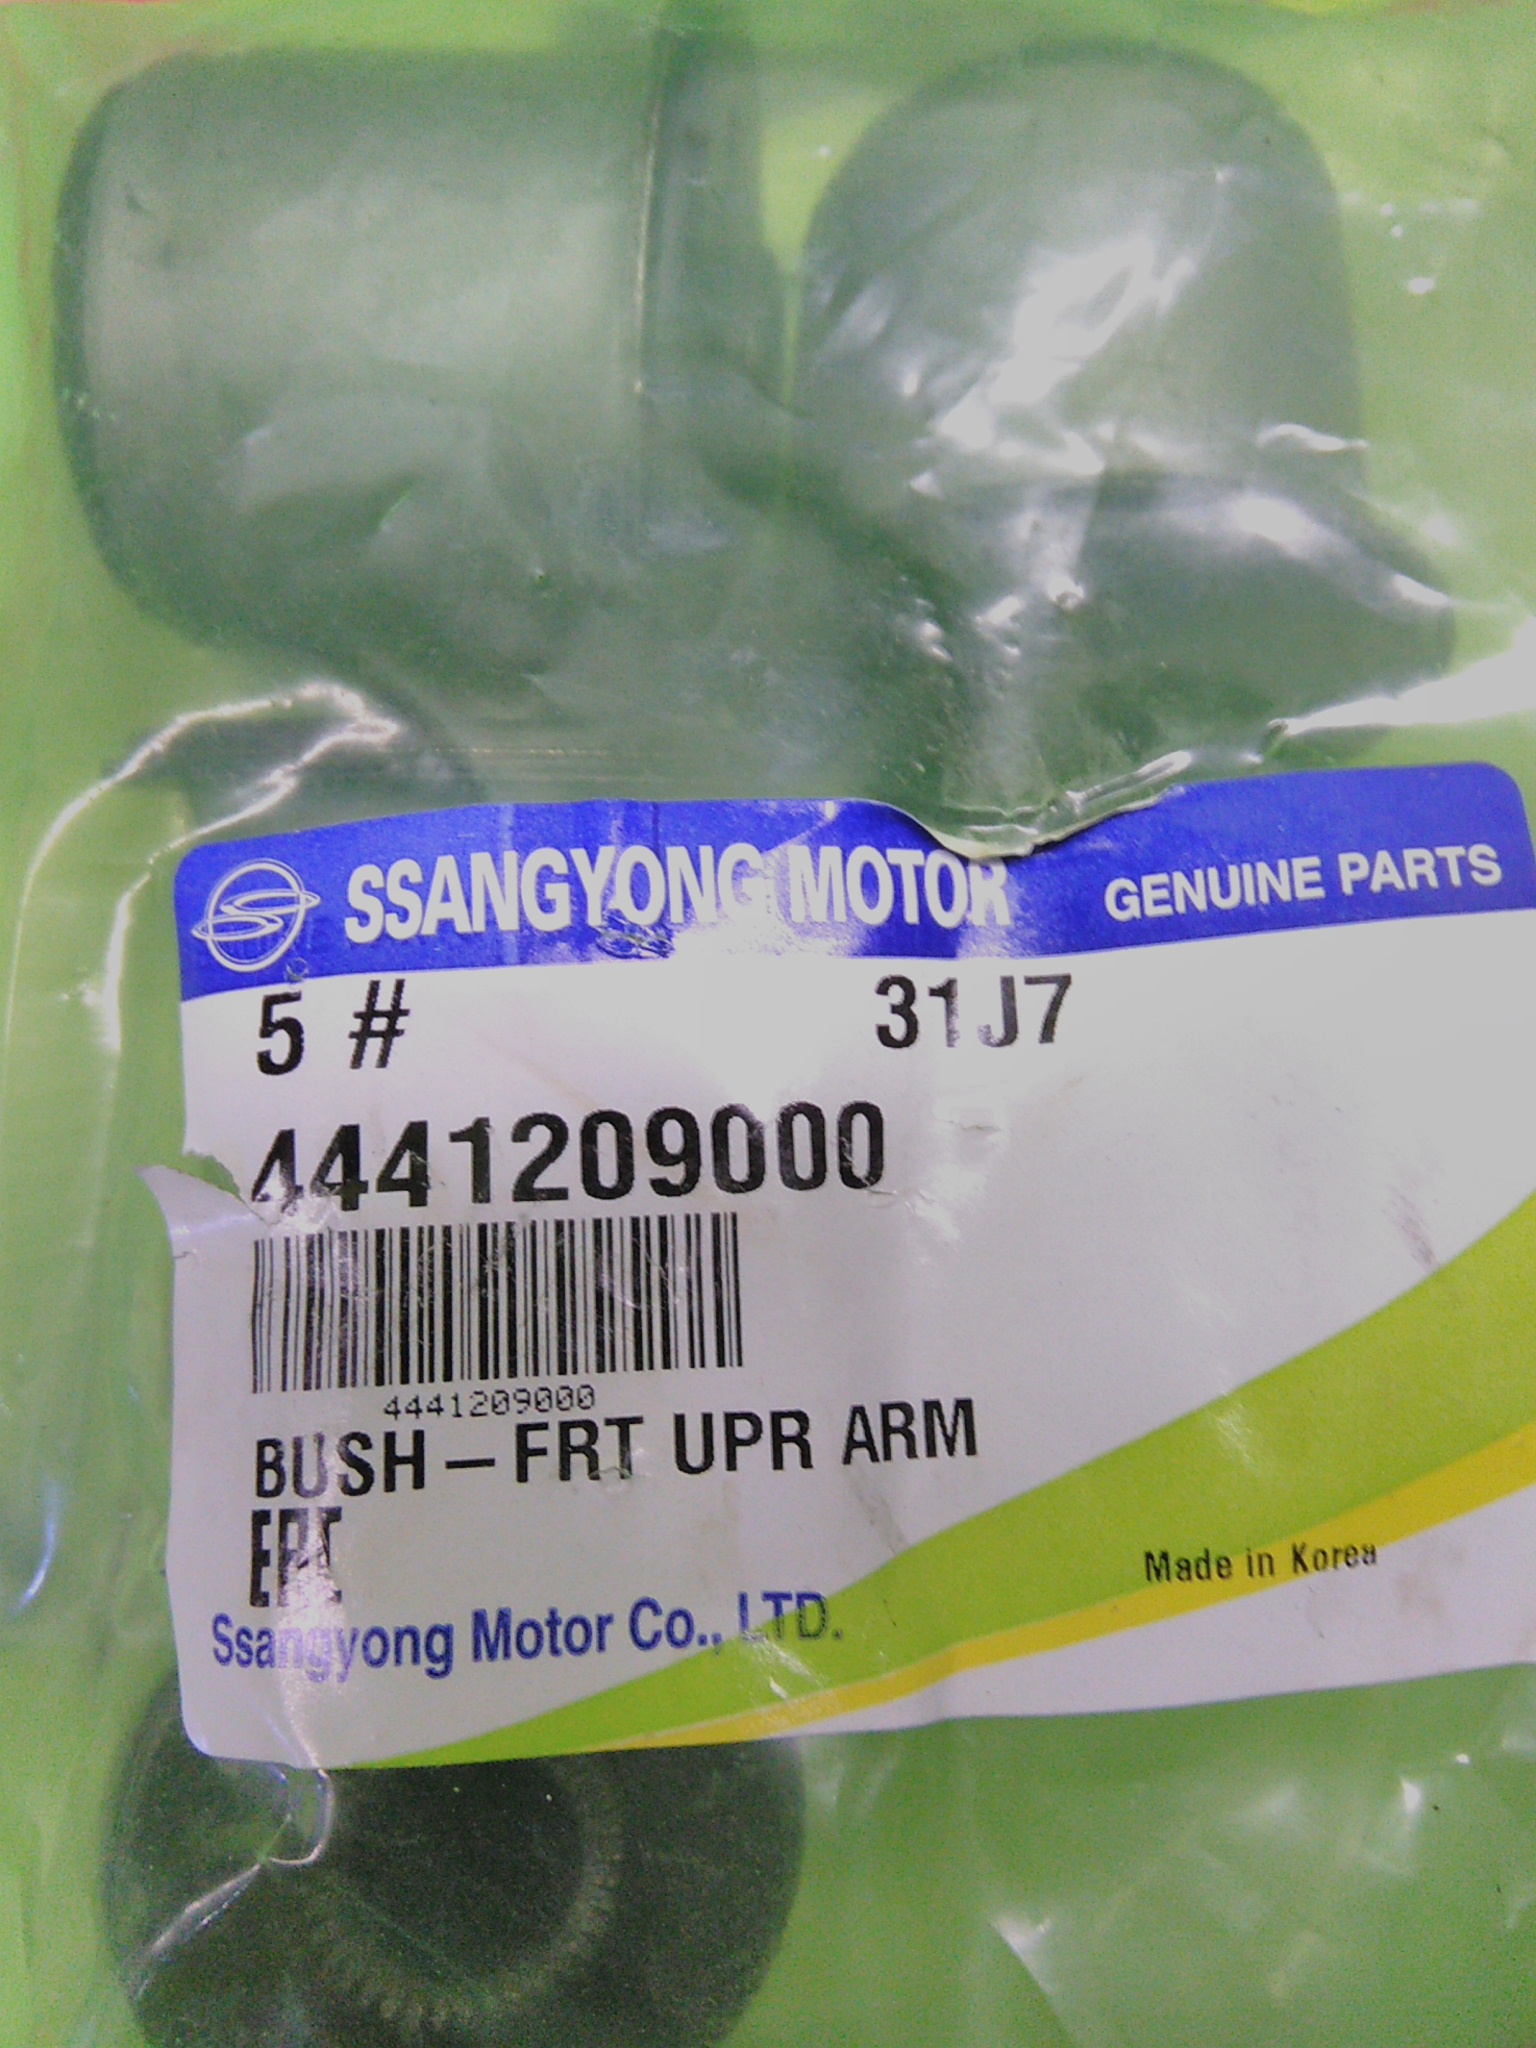 SSANGYONG MOTOR GENUINE PARTS
5 # 31J7
4441209000
4441209000
BUSH-FRT UPR ARM
Made in Korea
Ssangyong Motor Co., LTD.